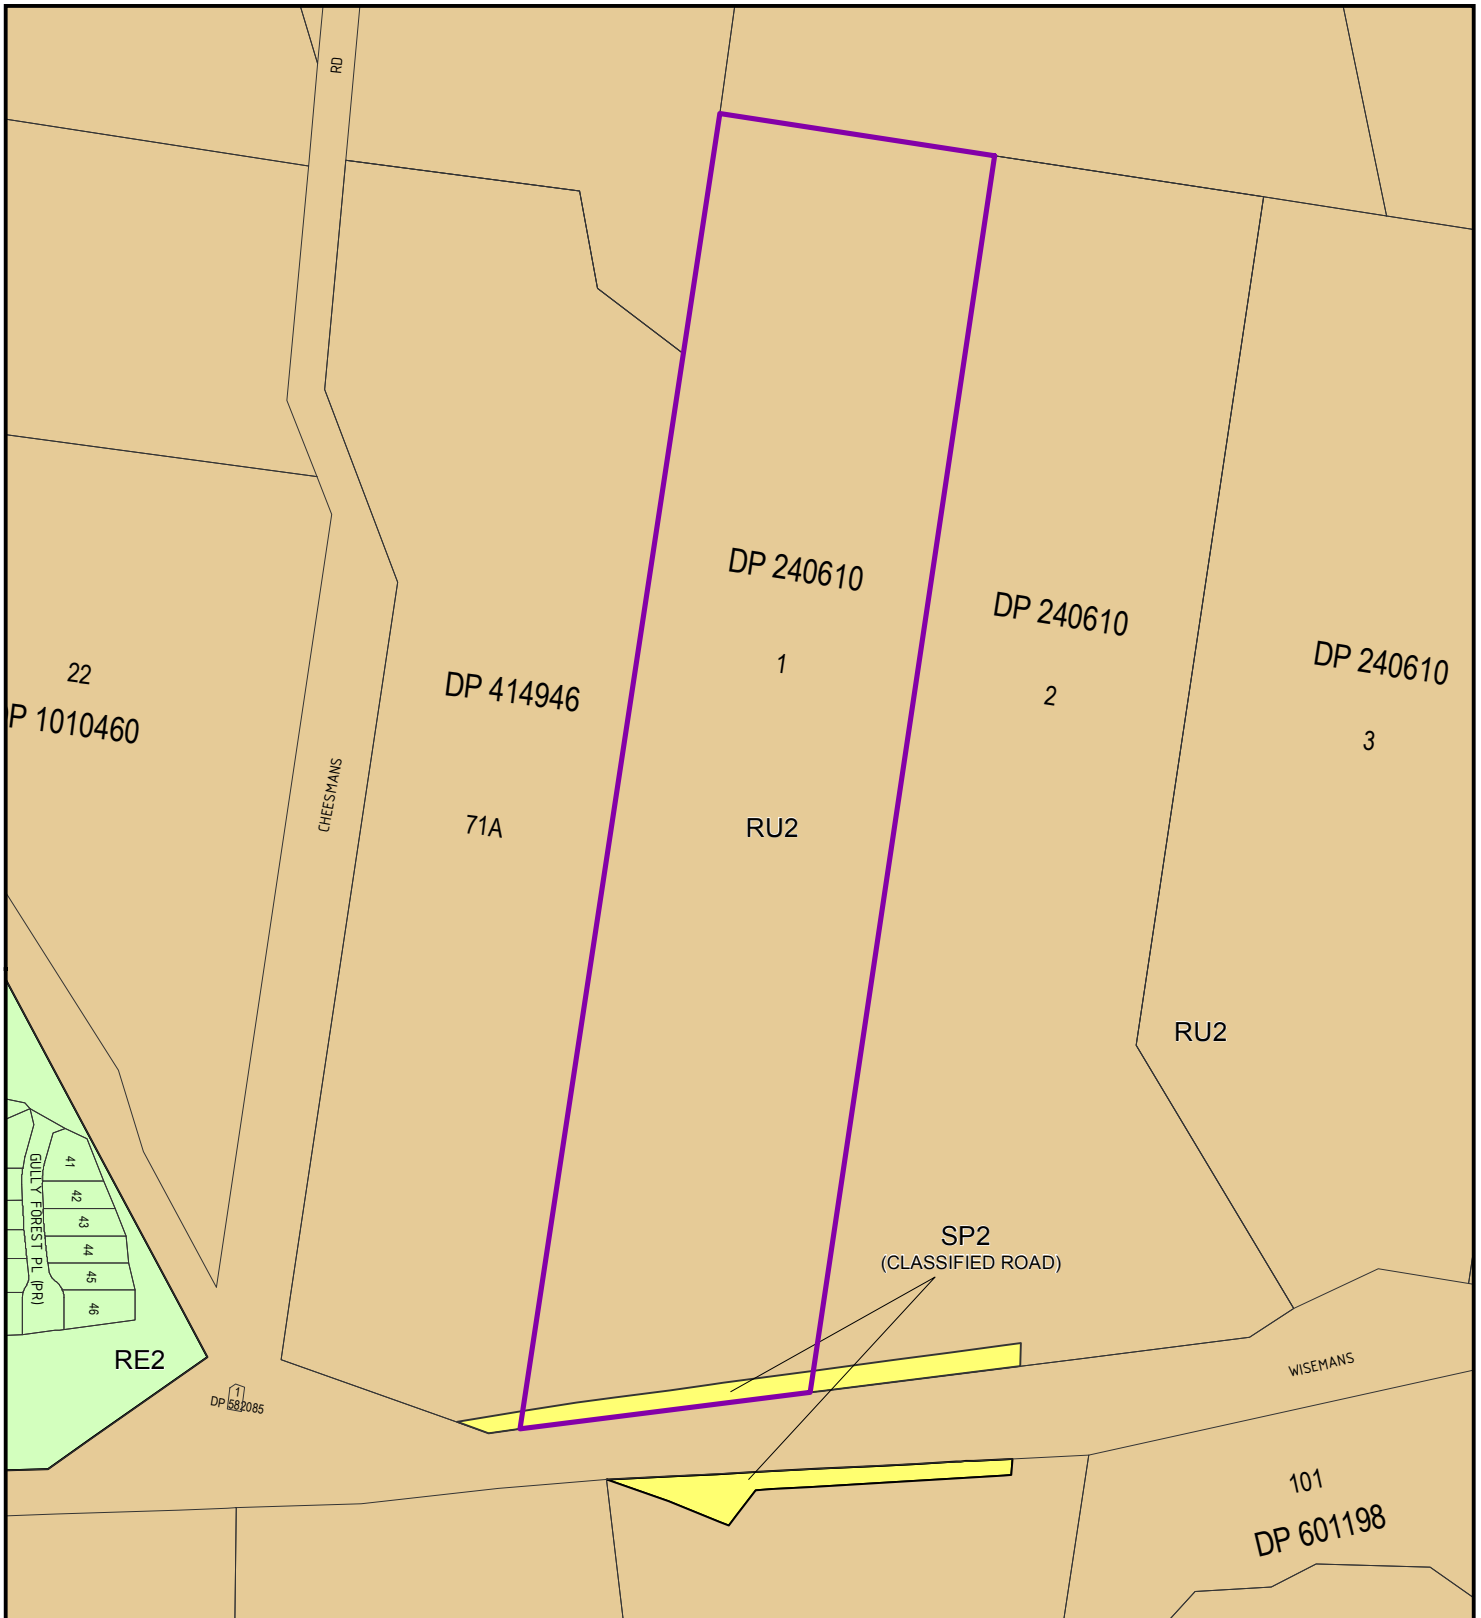 RD
DP 240610
1
DP 240610
2
DP 240610
3
22
P 1010460
DP 414946
71A
CHEESMANS
RU2
RU2
GULLY FOREST PL (PR)
41
42
43
44
45
46
RE2
SP2
(CLASSIFIED ROAD)
1
DP 582085
WISEMANS
101
DP 601198